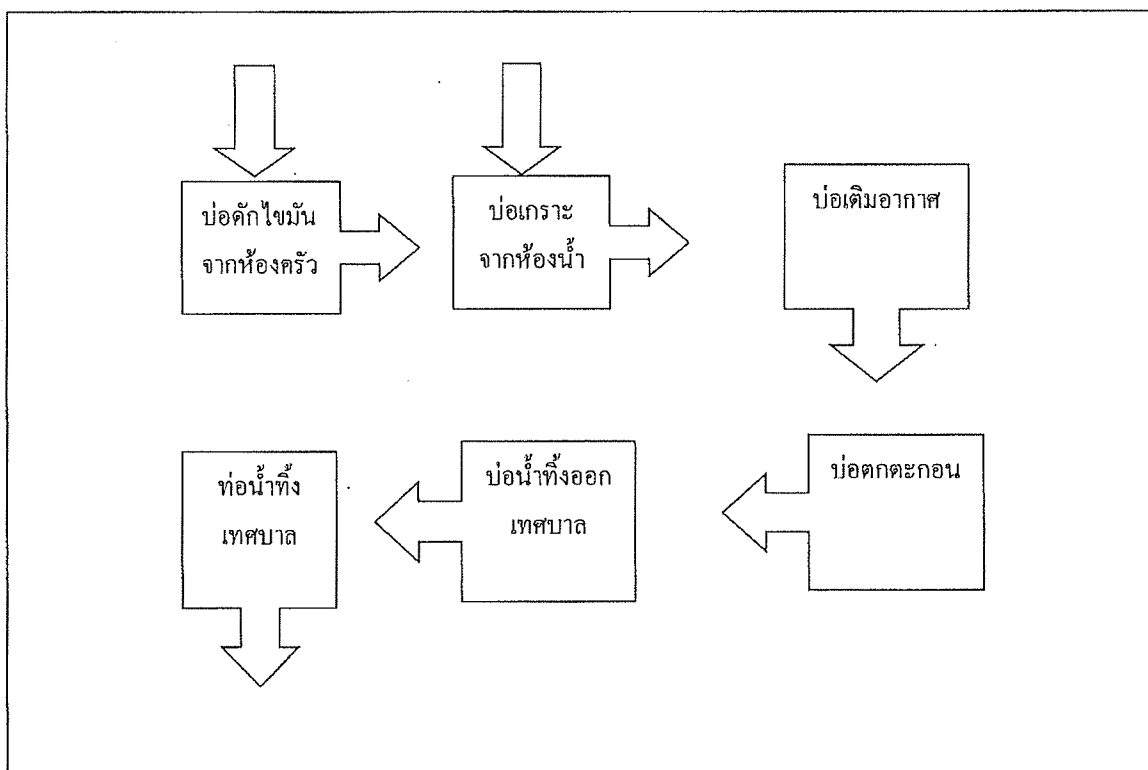 บ่อดักไขมัน
จากห้องครัว
บ่อเกราะ
จากห้องน้ำ
บ่อเติมอากาศ
บ่อตกตะกอน
บ่อน้ำทิ้งออก
เทศบาล
ท่อน้ำทิ้ง
เทศบาล